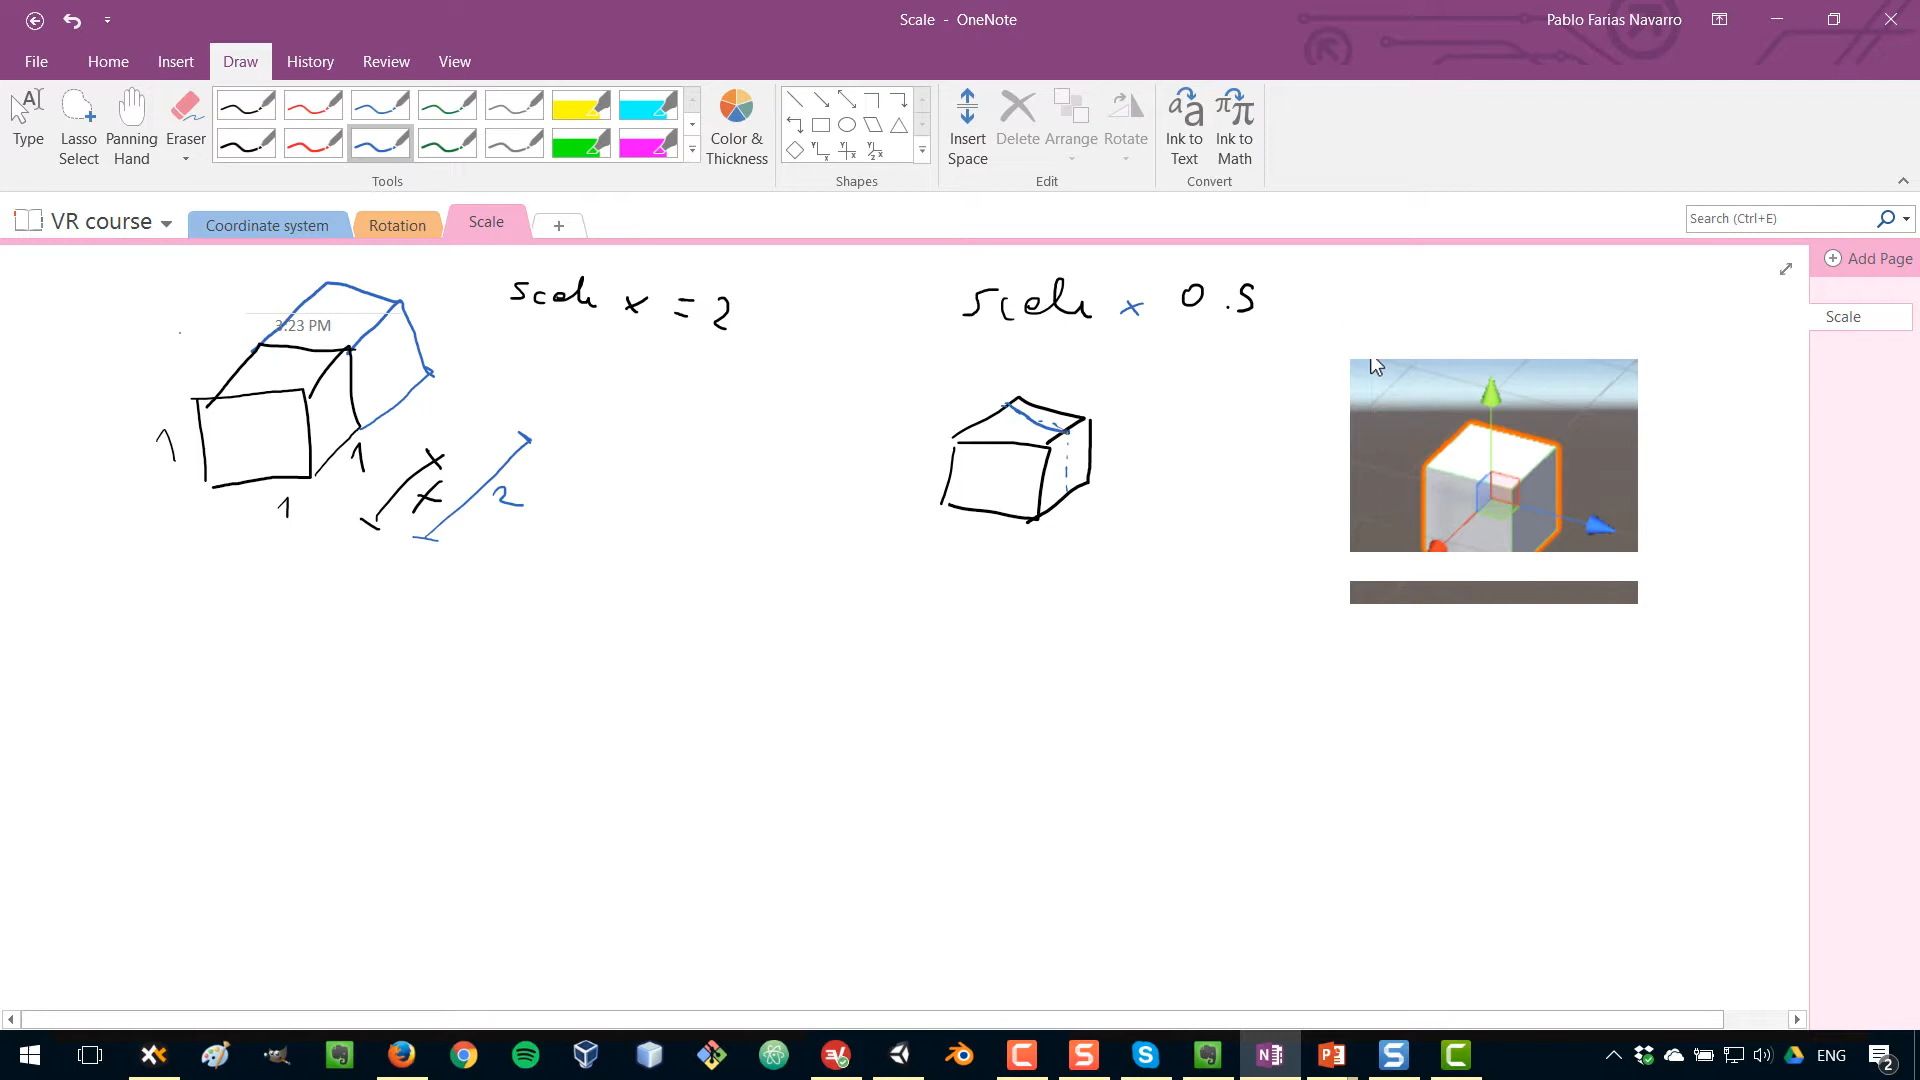 Scale - OneNote
Pablo Farias Navarro
File Home Insert Draw History Review View
Type
Lasso Select
Panning Hand
Eraser
Color & Thickness
Insert Space
Delete
Arrange
Rotate
Ink to Text
Ink to Math
Tools
Shapes
Edit
Convert
VR course
Coordinate system
Rotation
Scale
Search (Ctrl+E)
Add Page
Scale
3:23 PM
Scale x = 2
Scale x 0.5
1
1
1
x
2
ENG
2